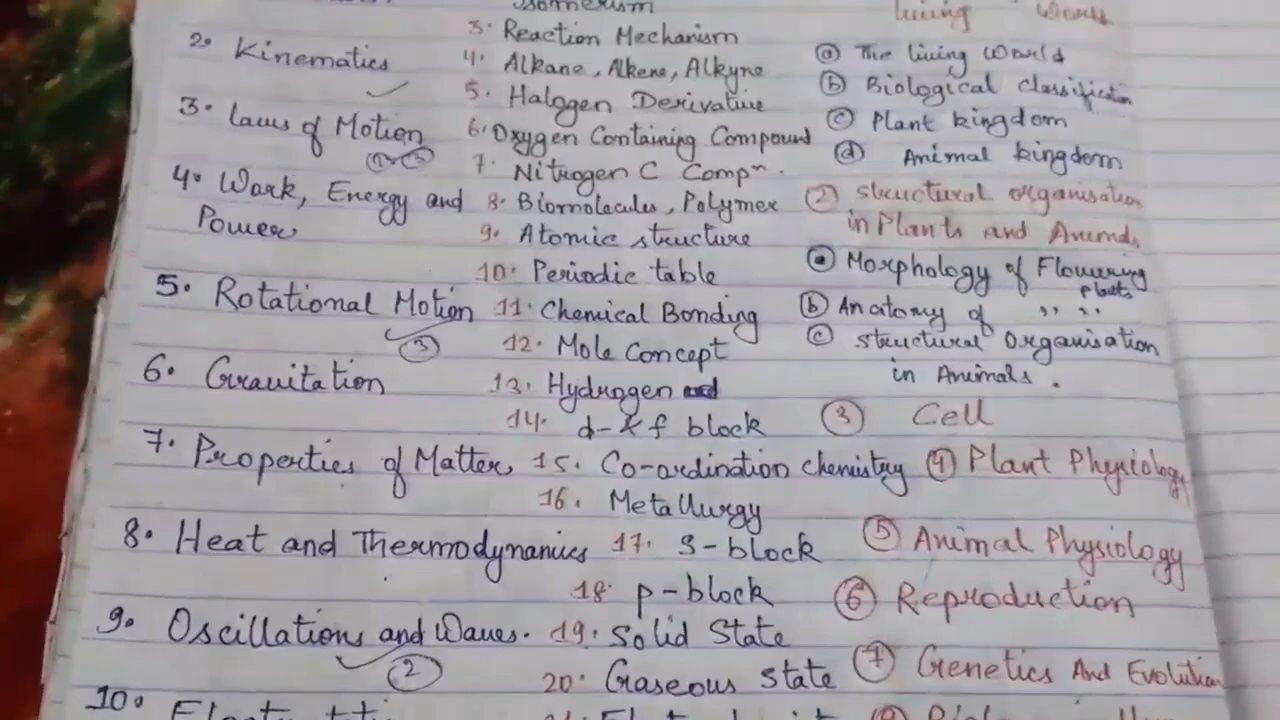 2. Kinematics
3. Laws of Motion
① ②
4. Work, Energy and
Power
5. Rotational Motion
③
6. Gravitation
7. Properties of Matter
8. Heat and Thermodynamics
9. Oscillations and Waves.
②
10.
Isomerism
3. Reaction Mechanism
4. Alkane, Alkene, Alkyne
5. Halogen Derivative
6. Oxygen Containing Compound
7. Nitrogen C Compn.
8. Biomolecules, Polymer
9. Atomic structure
10. Periodic table
11. Chemical Bonding
12. Mole Concept
13. Hydrogen
14. d- & f block
15. Co-ordination chemistry
16. Metallurgy
17. S-block
18. p-block
19. Solid State
20. Gaseous state
living World
ⓐ The living World
ⓑ Biological classification
ⓒ Plant kingdom
ⓓ Animal kingdom
② structural organisation
in Plants and Animals
ⓐ Morphology of Flowering
Plants
ⓑ Anatomy of " "
ⓒ structural Organisation
in Animals.
③ Cell
④ Plant Physiology
⑤ Animal Physiology
⑥ Reproduction
⑦ Genetics And Evolution